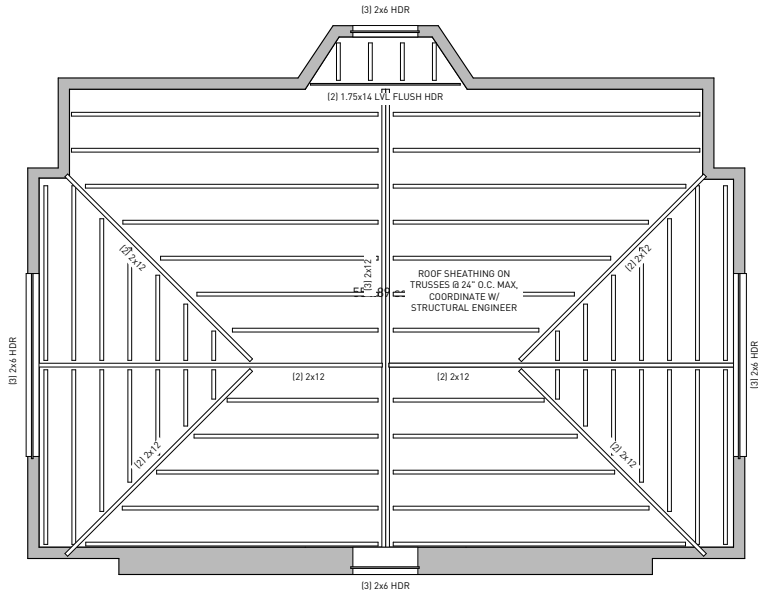 (3) 2x6 HDR
(2) 1.75x14 LVL FLUSH HDR
(2) 2x12
(3) 2x12
(2) 2x12
ROOF SHEATHING ON
TRUSSES @ 24" O.C. MAX,
COORDINATE W/
STRUCTURAL ENGINEER
(3) 2x6 HDR
(3) 2x6 HDR
(2) 2x12
(2) 2x12
(2) 2x12
(2) 2x12
(3) 2x6 HDR